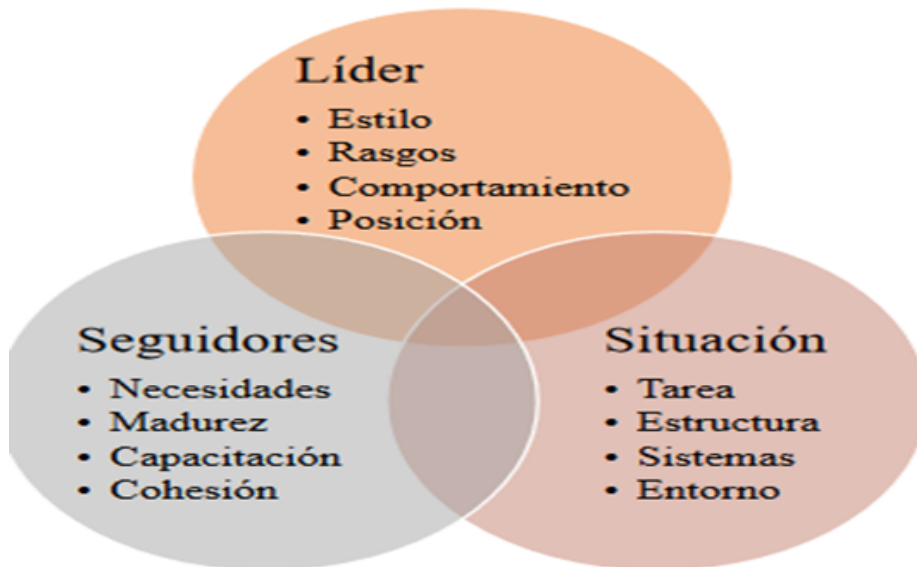 Líder
• Estilo
• Rasgos
• Comportamiento
• Posición
Seguidores
• Necesidades
• Madurez
• Capacitación
• Cohesión
Situación
• Tarea
• Estructura
• Sistemas
• Entorno